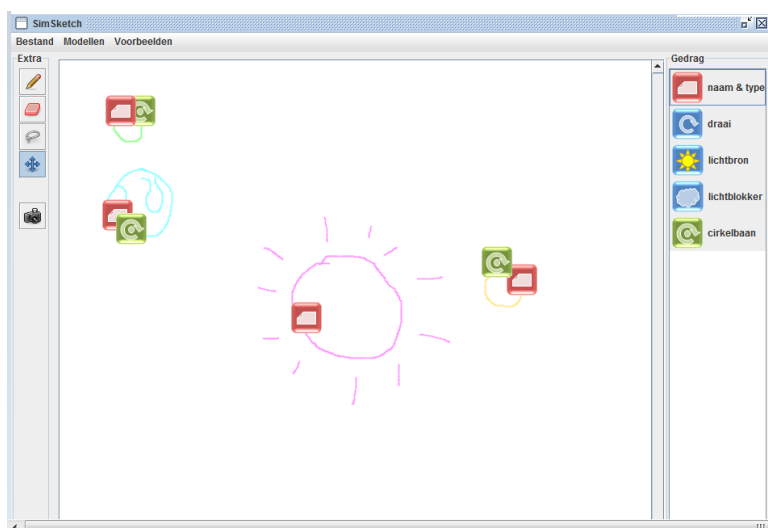 SimSketch
Bestand Modellen Voorbeelden
Extra
Gedrag
naam & type
draai
lichtbron
lichtblokker
cirkelbaan